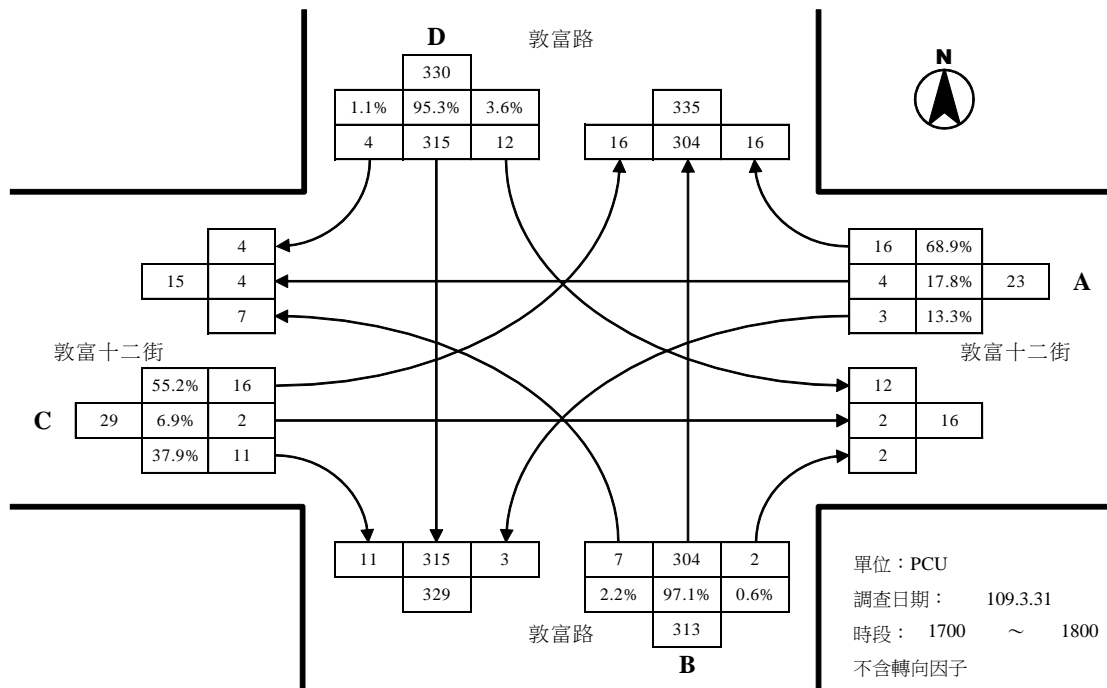 D
敦富路
N
330
1.1% 95.3% 3.6%
4 315 12
335
16 304 16
4
15 4
7
16 68.9%
4 17.8% 23
3 13.3%
A
敦富十二街
敦富十二街
C
55.2% 16
29 6.9% 2
37.9% 11
12
2 16
2
11 315 3
329
7 304 2
2.2% 97.1% 0.6%
313
敦富路
B
單位：PCU
調查日期： 109.3.31
時段： 1700 ～ 1800
不含轉向因子